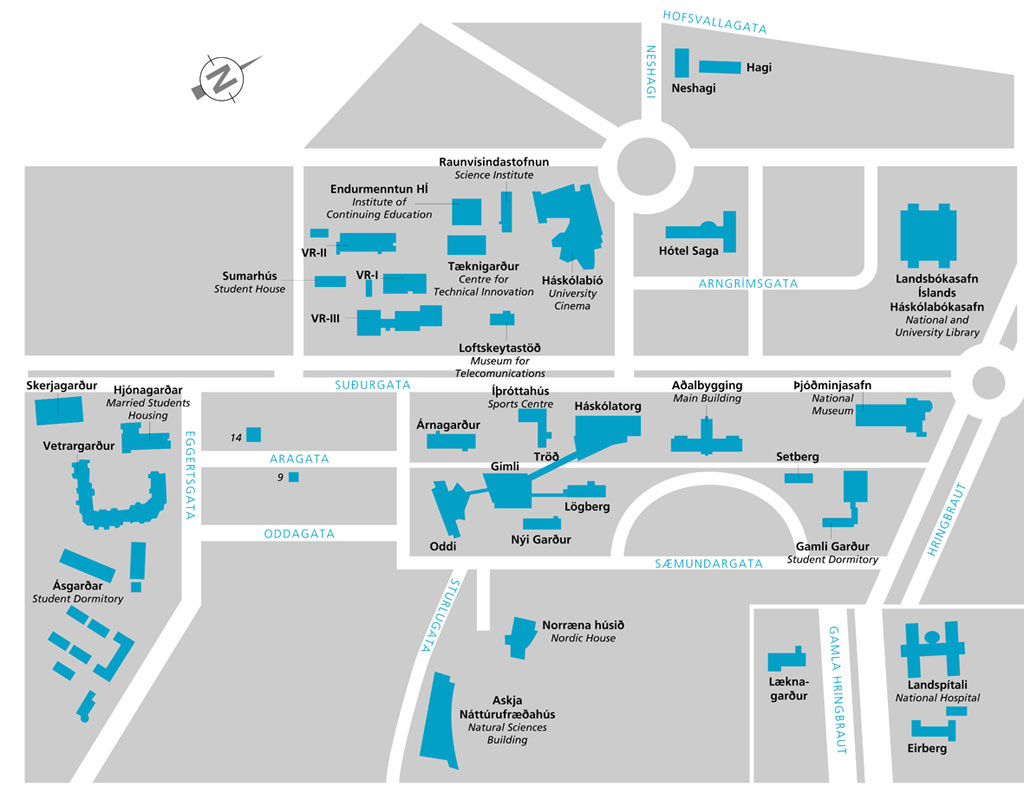 HOFSVALLAGATA
NESHAGI
N
Hagi
Neshagi
Raunvísindastofnun
Science Institute
Endurmenntun HÍ
Institute of
Continuing Education
VR-II
Sumarhús
Student House
VR-I
Tæknigarður
Centre for
Technical Innovation
Háskólabíó
University
Cinema
Hótel Saga
ARNGRÍMSGATA
Landsbókasafn
Íslands
Háskólabókasafn
National and
University Library
VR-III
Loftskeytastöð
Museum for
Telecomunications
SUÐURGATA
Skerjagarður
Hjónagarðar
Married Students
Housing
Vetrargarður
EGGERTSGATA
14
ARAGATA
9
ODDAGATA
Árnagarður
Íþróttahús
Sports Centre
Háskólatorg
Tröð
Gimli
Aðalbygging
Main Building
Þjóðminjasafn
National
Museum
Setberg
Lögberg
Oddi
Nýi Garður
Gamli Garður
Student Dormitory
HRINGBRAUT
SÆMUNDARGATA
Ásgarðar
Student Dormitory
STURLUGATA
Norræna húsið
Nordic House
Askja
Náttúrufræðahús
Natural Sciences
Building
Lækna-
garður
GAMLA HRINGBRAUT
Landspítali
National Hospital
Eirberg